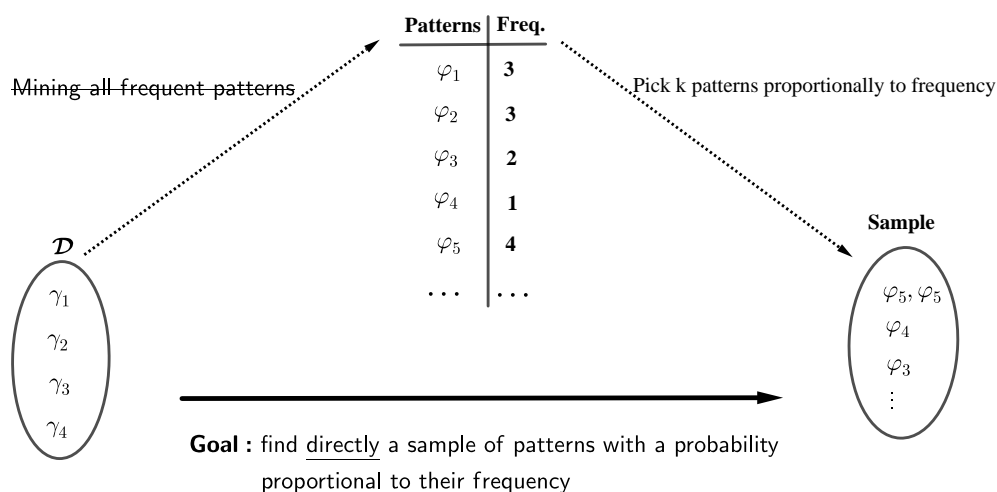 Patterns Freq.
φ1 3
φ2 3
φ3 2
φ4 1
φ5 4
... ...
Mining all frequent patterns
Pick k patterns proportionally to frequency
𝓓
γ1
γ2
γ3
γ4
Sample
φ5, φ5
φ4
φ3
⋮
Goal : find directly a sample of patterns with a probability
proportional to their frequency